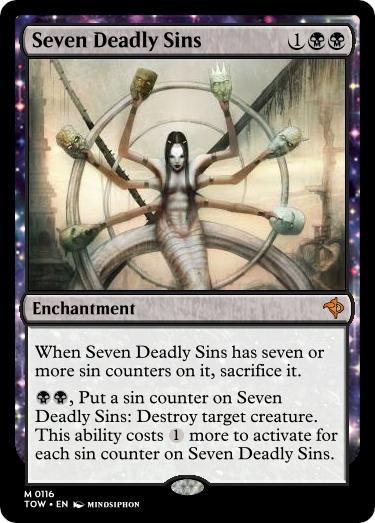 Seven Deadly Sins 1
Enchantment
When Seven Deadly Sins has seven or
more sin counters on it, sacrifice it.
, Put a sin counter on Seven
Deadly Sins: Destroy target creature.
This ability costs 1 more to activate for
each sin counter on Seven Deadly Sins.
M 0116
TOW • EN MINDSIPHON